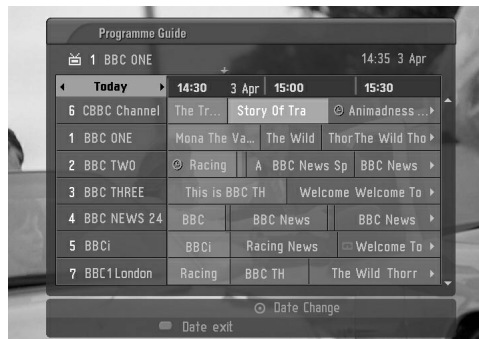 Programme Guide
1 BBC ONE 14:35 3 Apr
Today 14:30 3 Apr 15:00 15:30
6 CBBC Channel The Tr... Story Of Tra Animadness ...
1 BBC ONE Mona The Va... The Wild ThorThe Wild Tho
2 BBC TWO Racing A BBC News Sp BBC News
3 BBC THREE This is BBC TH Welcome Welcome To
4 BBC NEWS 24 BBC BBC News BBC News
5 BBCi BBCi Racing News Welcome To
7 BBC1 London Racing BBC TH The Wild Thorr
Date Change
Date exit